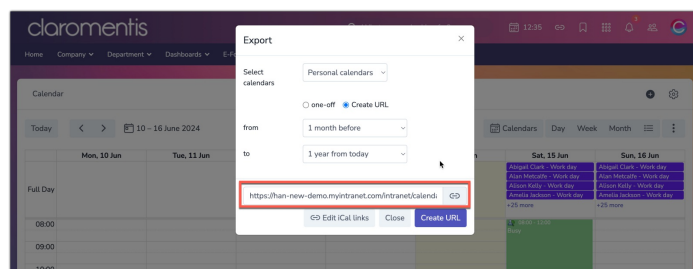 claromentis
12:35
Home Company Department Dashboards
Export
Select calendars
Personal calendars
one-off Create URL
from
1 month before
to
1 year from today
https://han-new-demo.myintranet.com/intranet/calenda
Edit iCal links Close Create URL
Calendar
Today 10 – 16 June 2024
Calendars Day Week Month
Mon, 10 Jun Tue, 11 Jun Sat, 15 Jun Sun, 16 Jun
Full Day
Abigail Clark - Work day Abigail Clark - Work day
Alan Metcalfe - Work day Alan Metcalfe - Work day
Alison Kelly - Work day Alison Kelly - Work day
Amelia Jackson - Work day Amelia Jackson - Work day
+25 more +25 more
08:00
Busy
09:00